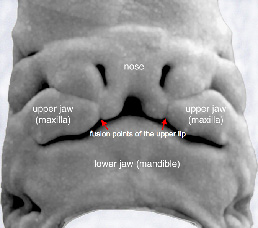 nose
upper jaw
(maxilla)
upper jaw
(maxilla)
fusion points of the upper lip
lower jaw (mandible)